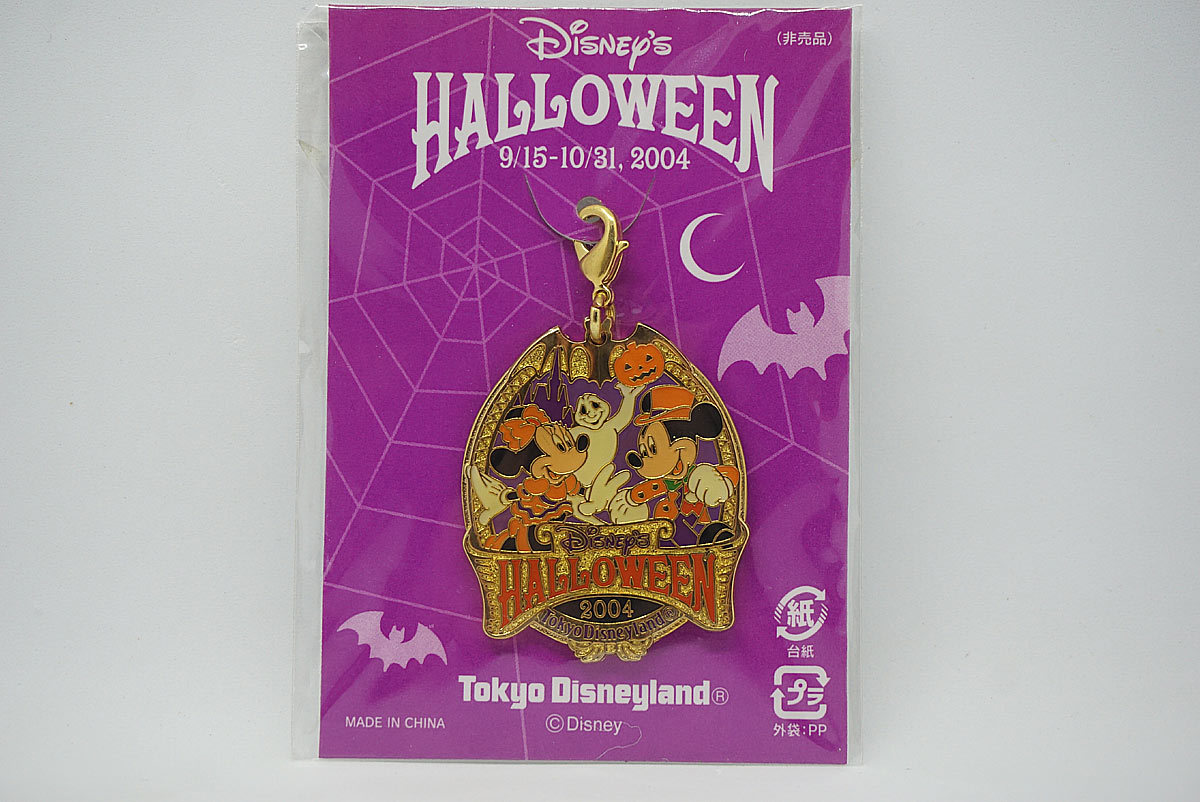 Disney's
(非売品)
HALLOWEEN
9/15-10/31, 2004
Disney's
HALLOWEEN
2004
Tokyo Disneyland®
紙
台紙
Tokyo Disneyland®
プラ
MADE IN CHINA
©Disney
外袋:PP